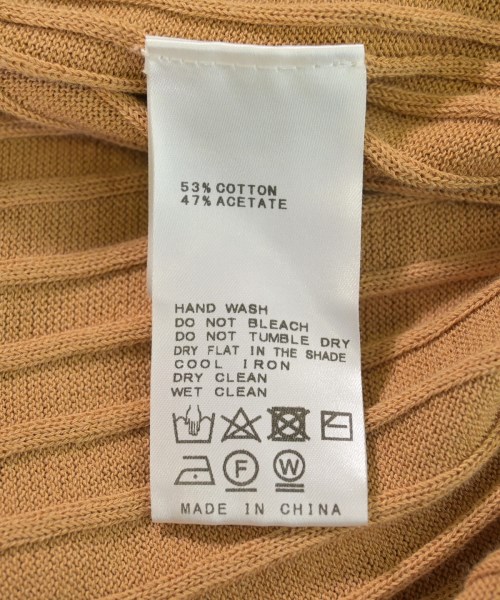 53% COTTON
47% ACETATE
HAND WASH
DO NOT BLEACH
DO NOT TUMBLE DRY
DRY FLAT IN THE SHADE
COOL IRON
DRY CLEAN
WET CLEAN
F W
MADE IN CHINA